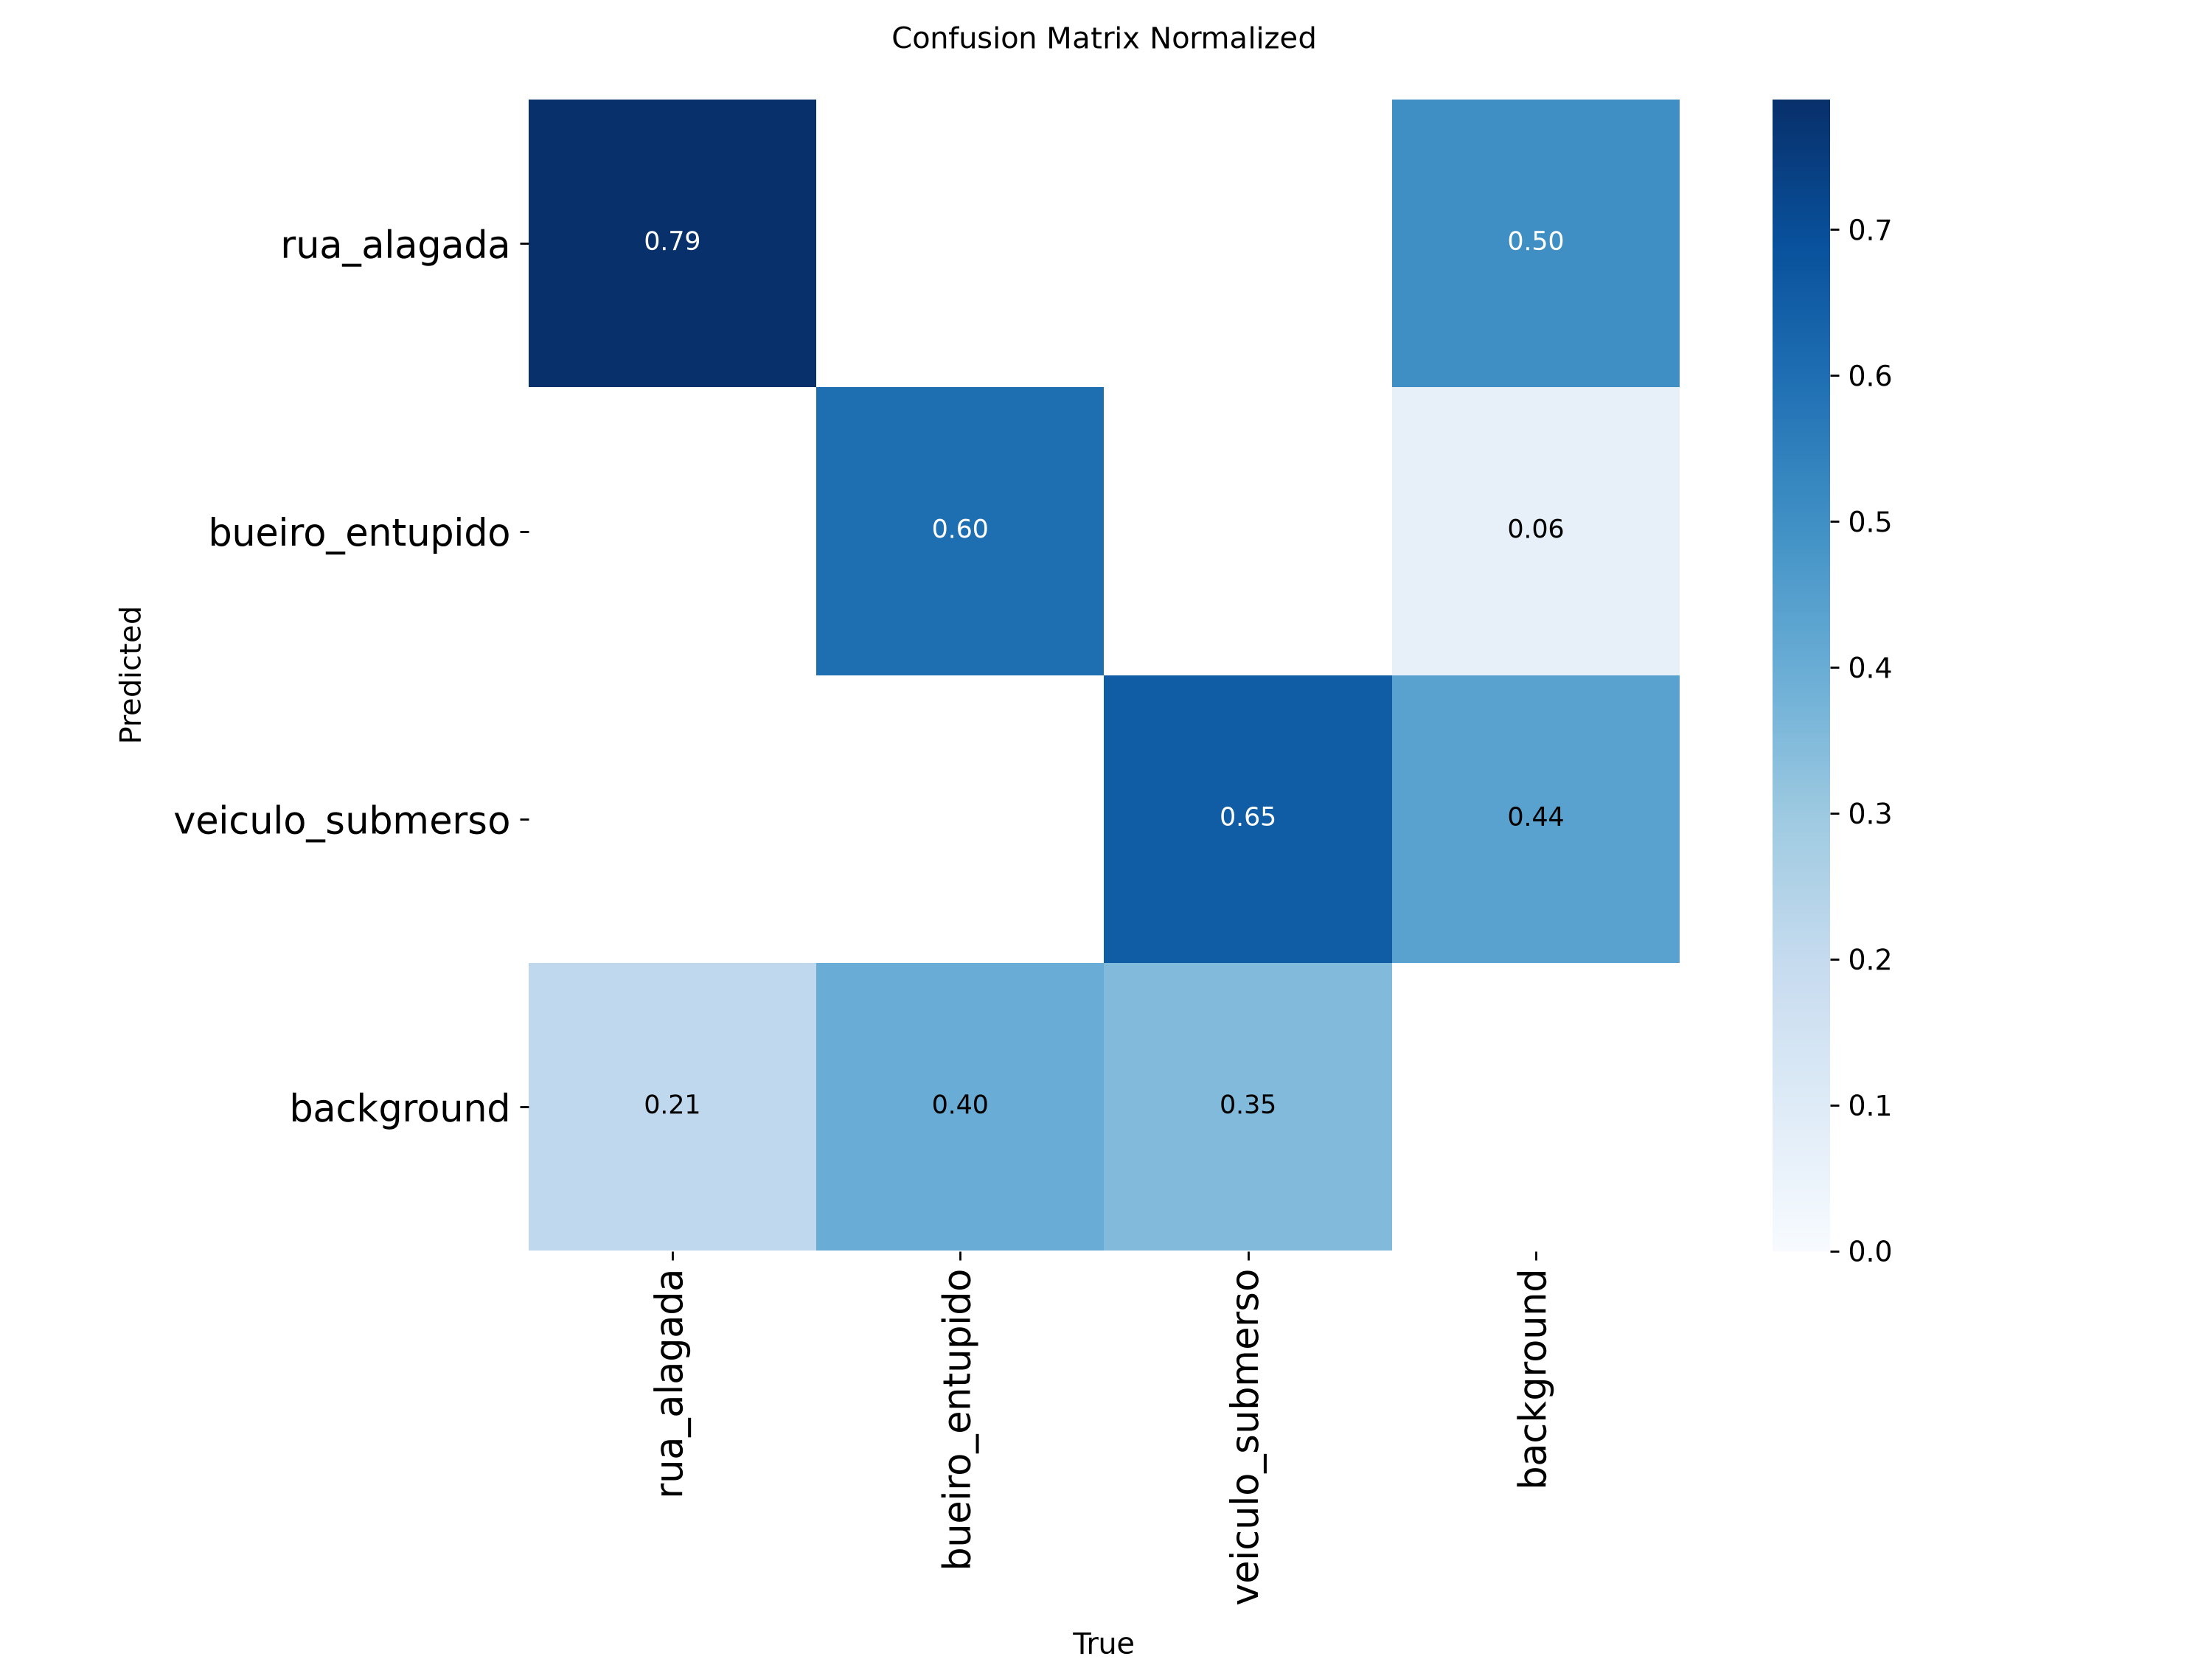 Confusion Matrix Normalized
rua_alagada
0.79
0.50
0.7
0.6
bueiro_entupido
0.60
0.06
0.5
Predicted
0.4
veiculo_submerso
0.65
0.44
0.3
0.2
background
0.21
0.40
0.35
0.1
0.0
rua_alagada
bueiro_entupido
veiculo_submerso
background
True